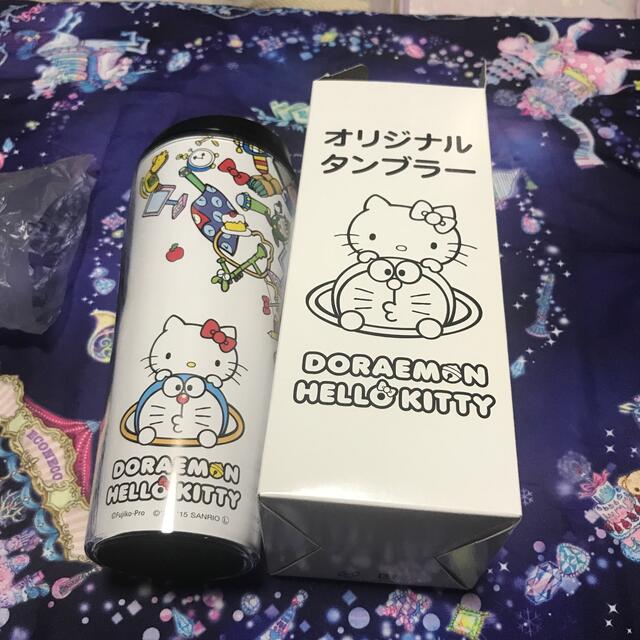 オリジナル
タンブラー
DORAEMON
HELLO KITTY
DORAEMON
HELLO KITTY
©Fujiko-Pro
15 SANRIO Ⓛ